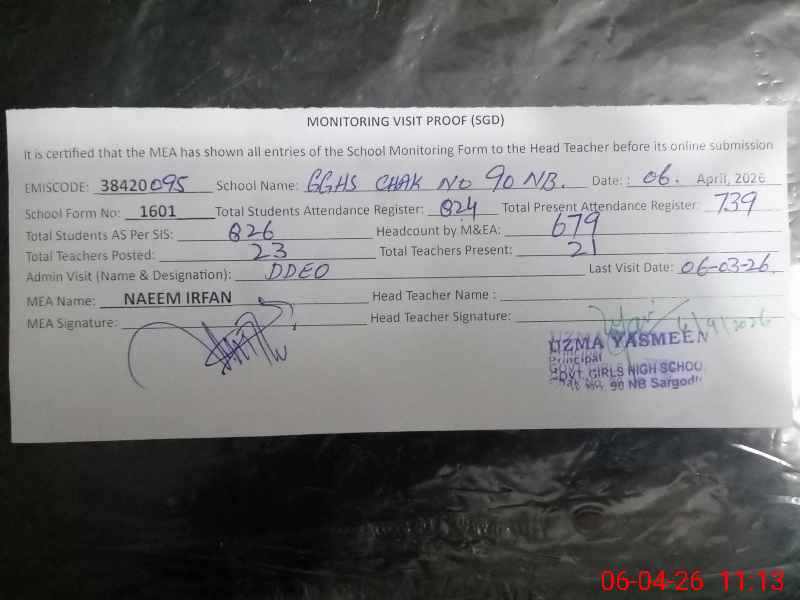 MONITORING VISIT PROOF (SGD)
It is certified that the MEA has shown all entries of the School Monitoring Form to the Head Teacher before its online submission
EMISCODE: 38420095 School Name: GGHS CHAK NO 90 NB. Date: : 06. April, 2026
School Form No: 1601 Total Students Attendance Register: 824 Total Present Attendance Register: 739
Total Students AS Per SIS: 826 Headcount by M&EA: 679
Total Teachers Posted: 23 Total Teachers Present: 21
Admin Visit (Name & Designation): DDEO Last Visit Date: 06-03-26
MEA Name: NAEEM IRFAN Head Teacher Name :
MEA Signature: Head Teacher Signature:
UZMA YASMEEN
Principal
GOVT. GIRLS HIGH SCHOOL
90 NB Sargodh
06-04-26 11:13